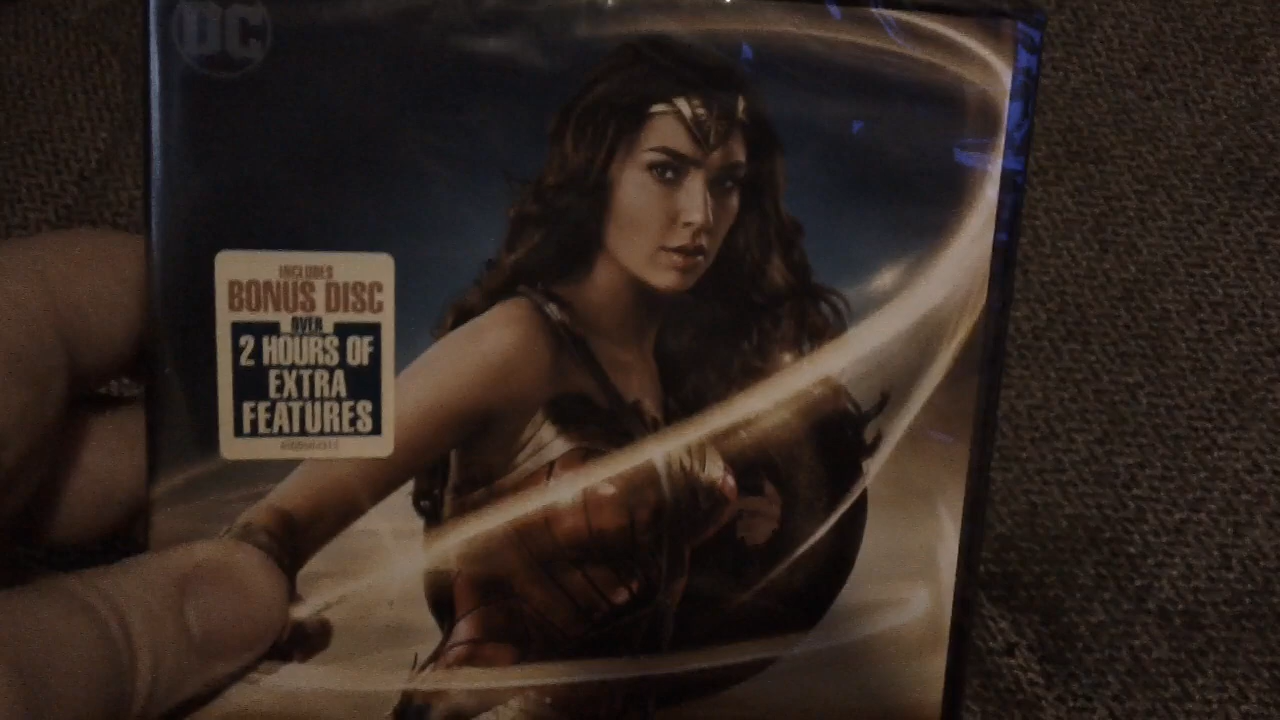 DC
INCLUDES
BONUS DISC
OVER
2 HOURS OF
EXTRA
FEATURES